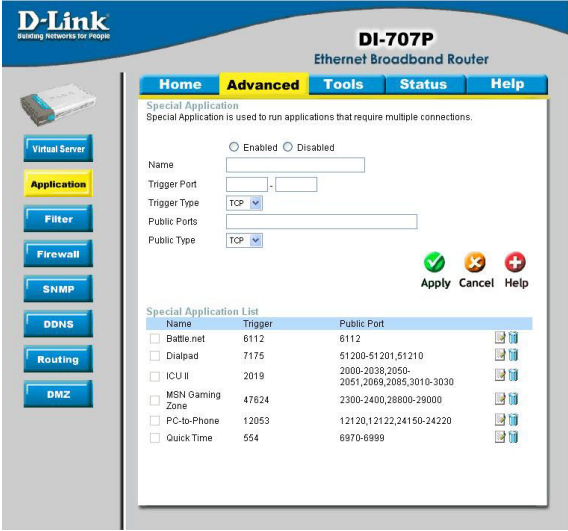 D-Link
Building Networks for People
DI-707P
Ethernet Broadband Router
Home Advanced Tools Status Help
Virtual Server
Application
Filter
Firewall
SNMP
DDNS
Routing
DMZ
Special Application
Special Application is used to run applications that require multiple connections.
Enabled Disabled
Name
Trigger Port -
Trigger Type TCP
Public Ports
Public Type TCP
Apply Cancel Help
Special Application List
Name Trigger Public Port
Battle.net 6112 6112
Dialpad 7175 51200-51201,51210
ICU II 2019 2000-2038,2050-
2051,2069,2085,3010-3030
MSN Gaming
Zone 47624 2300-2400,28800-29000
PC-to-Phone 12053 12120,12122,24150-24220
Quick Time 554 6970-6999